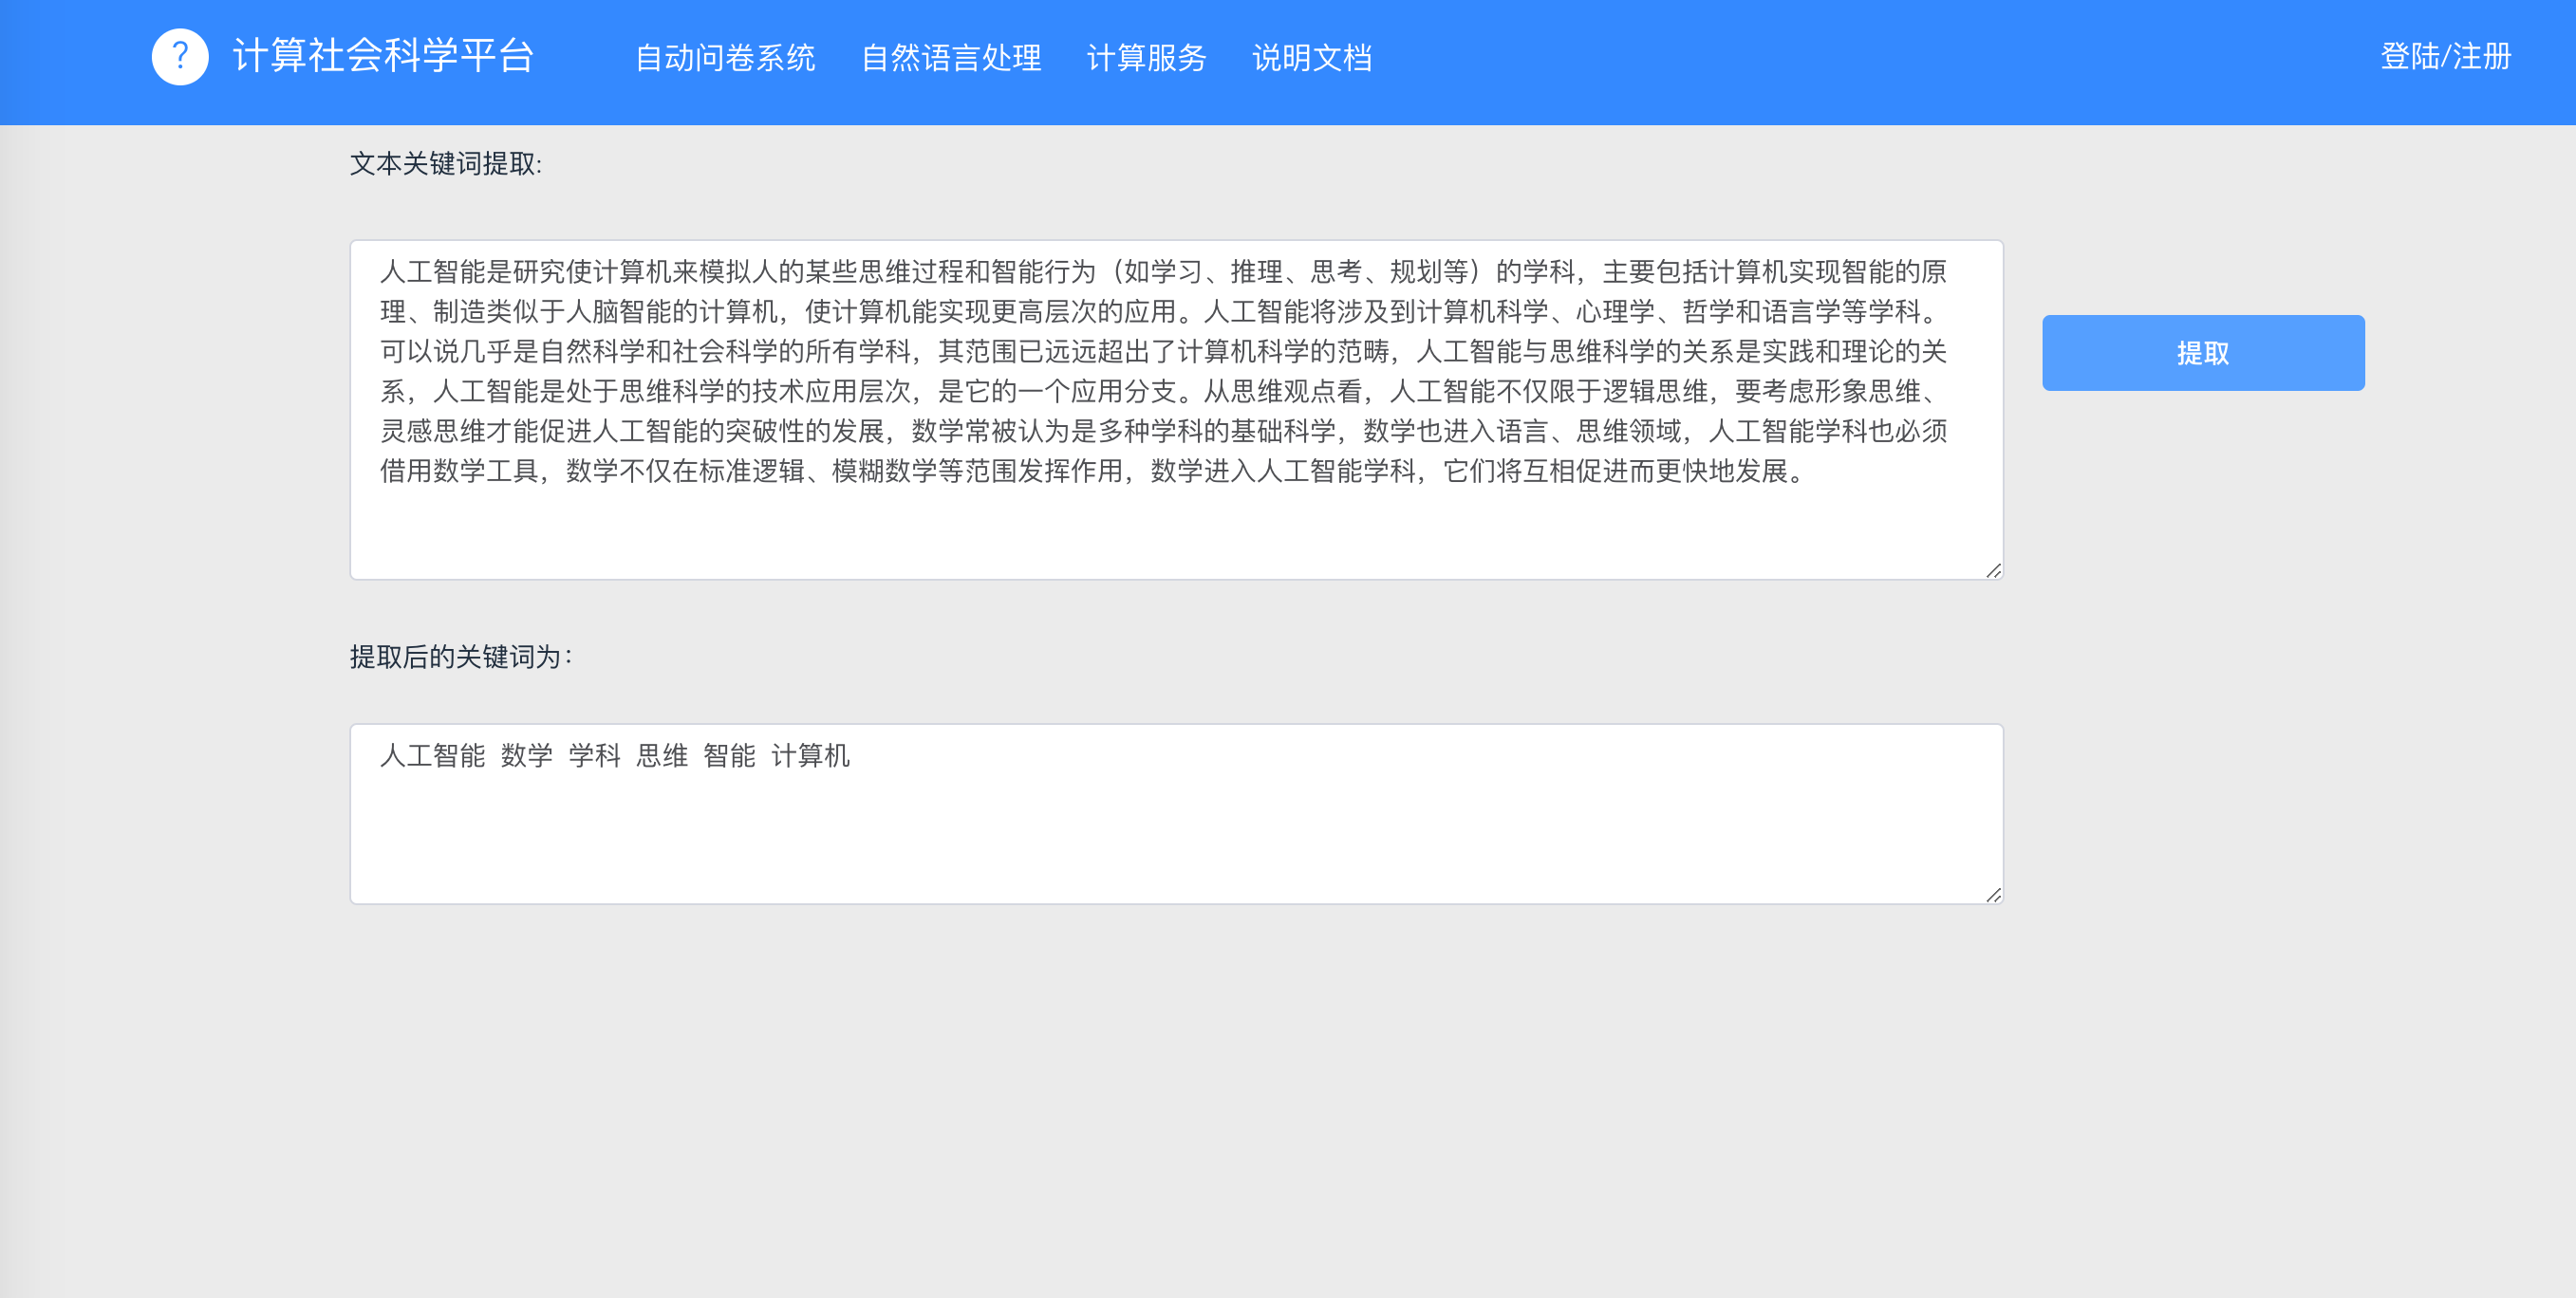 ? 计算社会科学平台 自动问卷系统 自然语言处理 计算服务 说明文档 登陆/注册
文本关键词提取:
人工智能是研究使计算机来模拟人的某些思维过程和智能行为（如学习、推理、思考、规划等）的学科，主要包括计算机实现智能的原
理、制造类似于人脑智能的计算机，使计算机能实现更高层次的应用。人工智能将涉及到计算机科学、心理学、哲学和语言学等学科。
可以说几乎是自然科学和社会科学的所有学科，其范围已远远超出了计算机科学的范畴，人工智能与思维科学的关系是实践和理论的关
系，人工智能是处于思维科学的技术应用层次，是它的一个应用分支。从思维观点看，人工智能不仅限于逻辑思维，要考虑形象思维、
灵感思维才能促进人工智能的突破性的发展，数学常被认为是多种学科的基础科学，数学也进入语言、思维领域，人工智能学科也必须
借用数学工具，数学不仅在标准逻辑、模糊数学等范围发挥作用，数学进入人工智能学科，它们将互相促进而更快地发展。
提取
提取后的关键词为：
人工智能 数学 学科 思维 智能 计算机